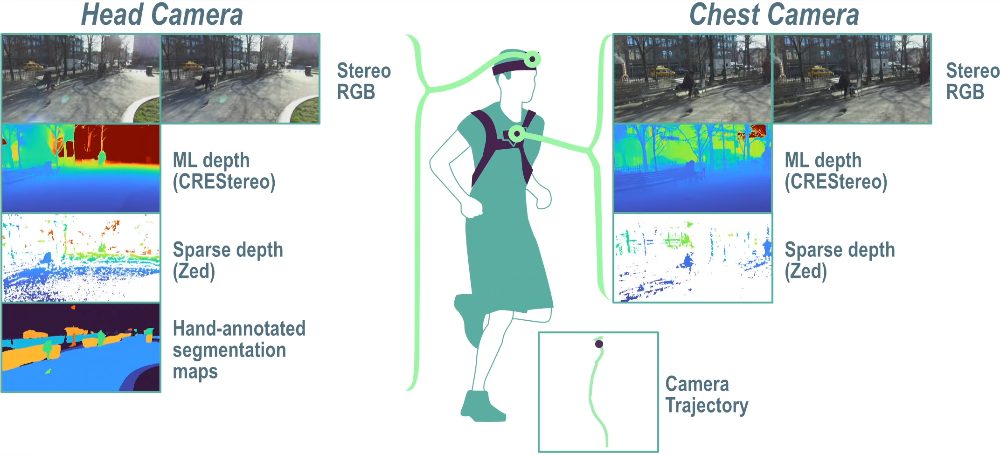 Head Camera
Chest Camera
Stereo
RGB
Stereo
RGB
ML depth
(CREStereo)
ML depth
(CREStereo)
Sparse depth
(Zed)
Sparse depth
(Zed)
Hand-annotated
segmentation
maps
Camera
Trajectory